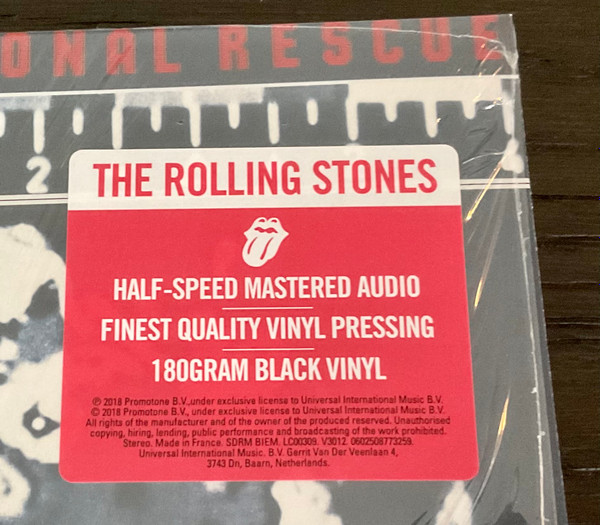 ONAL RESCUE
2
THE ROLLING STONES
HALF-SPEED MASTERED AUDIO
FINEST QUALITY VINYL PRESSING
180GRAM BLACK VINYL
℗ 2018 Promotone B.V.,under exclusive license to Universal International Music B.V.
© 2018 Promotone B.V., under exclusive license to Universal International Music B.V.
All rights of the manufacturer and of the owner of the produced reserved. Unauthorised
copying, hiring, lending, public performance and broadcasting of the work prohibited.
Stereo. Made in France. SDRM BIEM. LC00309. V3012. 0602508773259.
Universal International Music. B.V. Gerrit Van Der Veenlaan 4,
3743 Dn, Baarn, Netherlands.